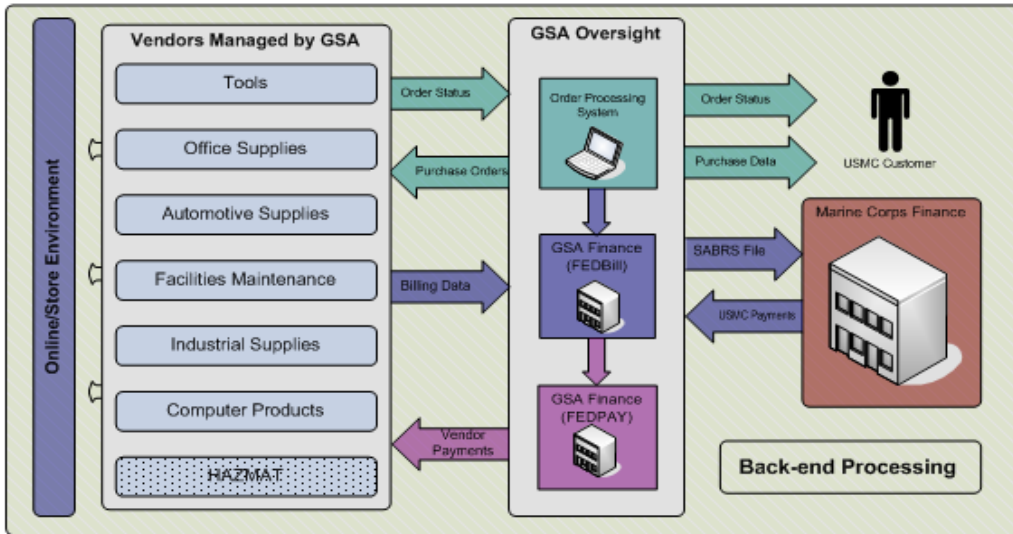 Online/Store Environment
Vendors Managed by GSA
Tools
Office Supplies
Automotive Supplies
Facilities Maintenance
Industrial Supplies
Computer Products
HAZMAT
Order Status
Purchase Orders
Billing Data
Vendor
Payments
GSA Oversight
Order Processing
System
GSA Finance
(FEDBill)
GSA Finance
(FEDPAY)
Order Status
Purchase Data
SABRS File
USMC Payments
USMC Customer
Marine Corps Finance
Back-end Processing